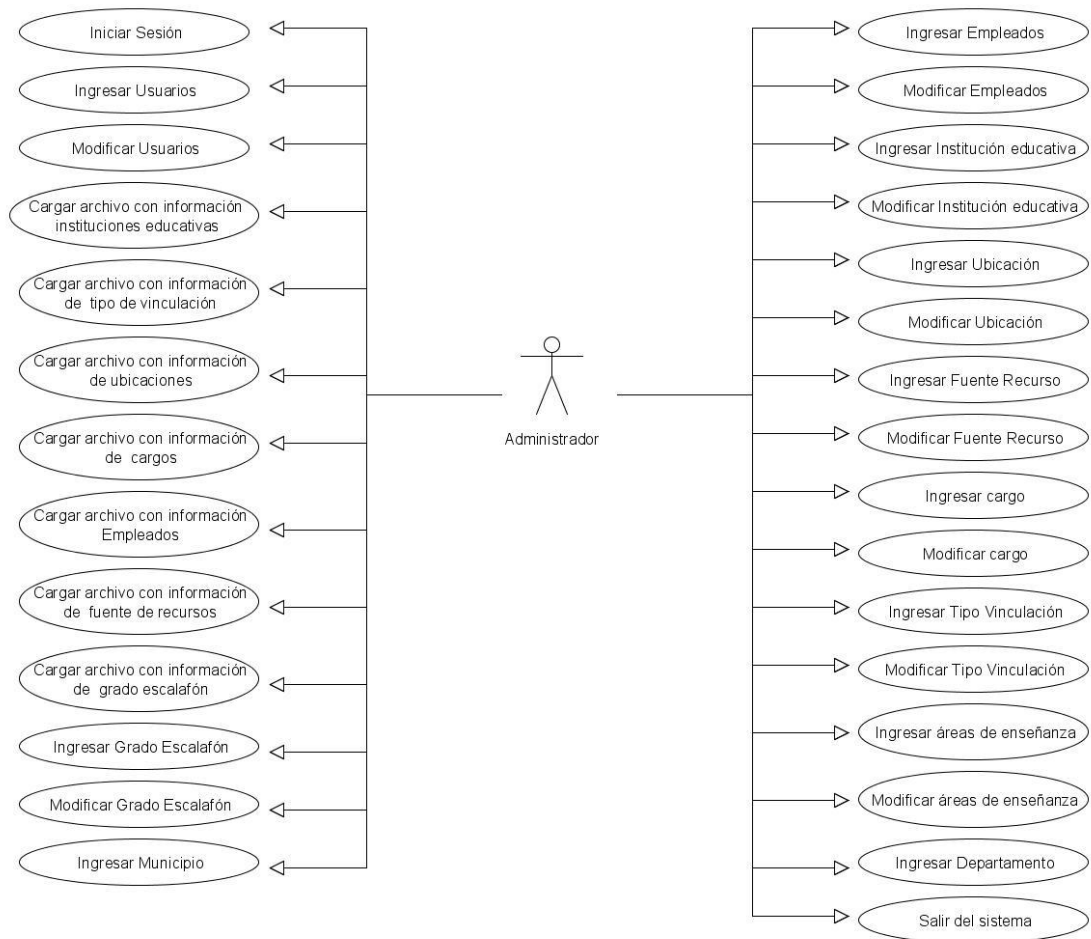 Iniciar Sesión
Ingresar Usuarios
Modificar Usuarios
Cargar archivo con información
instituciones educativas
Cargar archivo con información
de tipo de vinculación
Cargar archivo con información
de ubicaciones
Cargar archivo con información
de cargos
Cargar archivo con información
Empleados
Cargar archivo con información
de fuente de recursos
Cargar archivo con información
de grado escalafón
Ingresar Grado Escalafón
Modificar Grado Escalafón
Ingresar Municipio
Administrador
Ingresar Empleados
Modificar Empleados
Ingresar Institución educativa
Modificar Institución educativa
Ingresar Ubicación
Modificar Ubicación
Ingresar Fuente Recurso
Modificar Fuente Recurso
Ingresar cargo
Modificar cargo
Ingresar Tipo Vinculación
Modificar Tipo Vinculación
Ingresar áreas de enseñanza
Modificar áreas de enseñanza
Ingresar Departamento
Salir del sistema